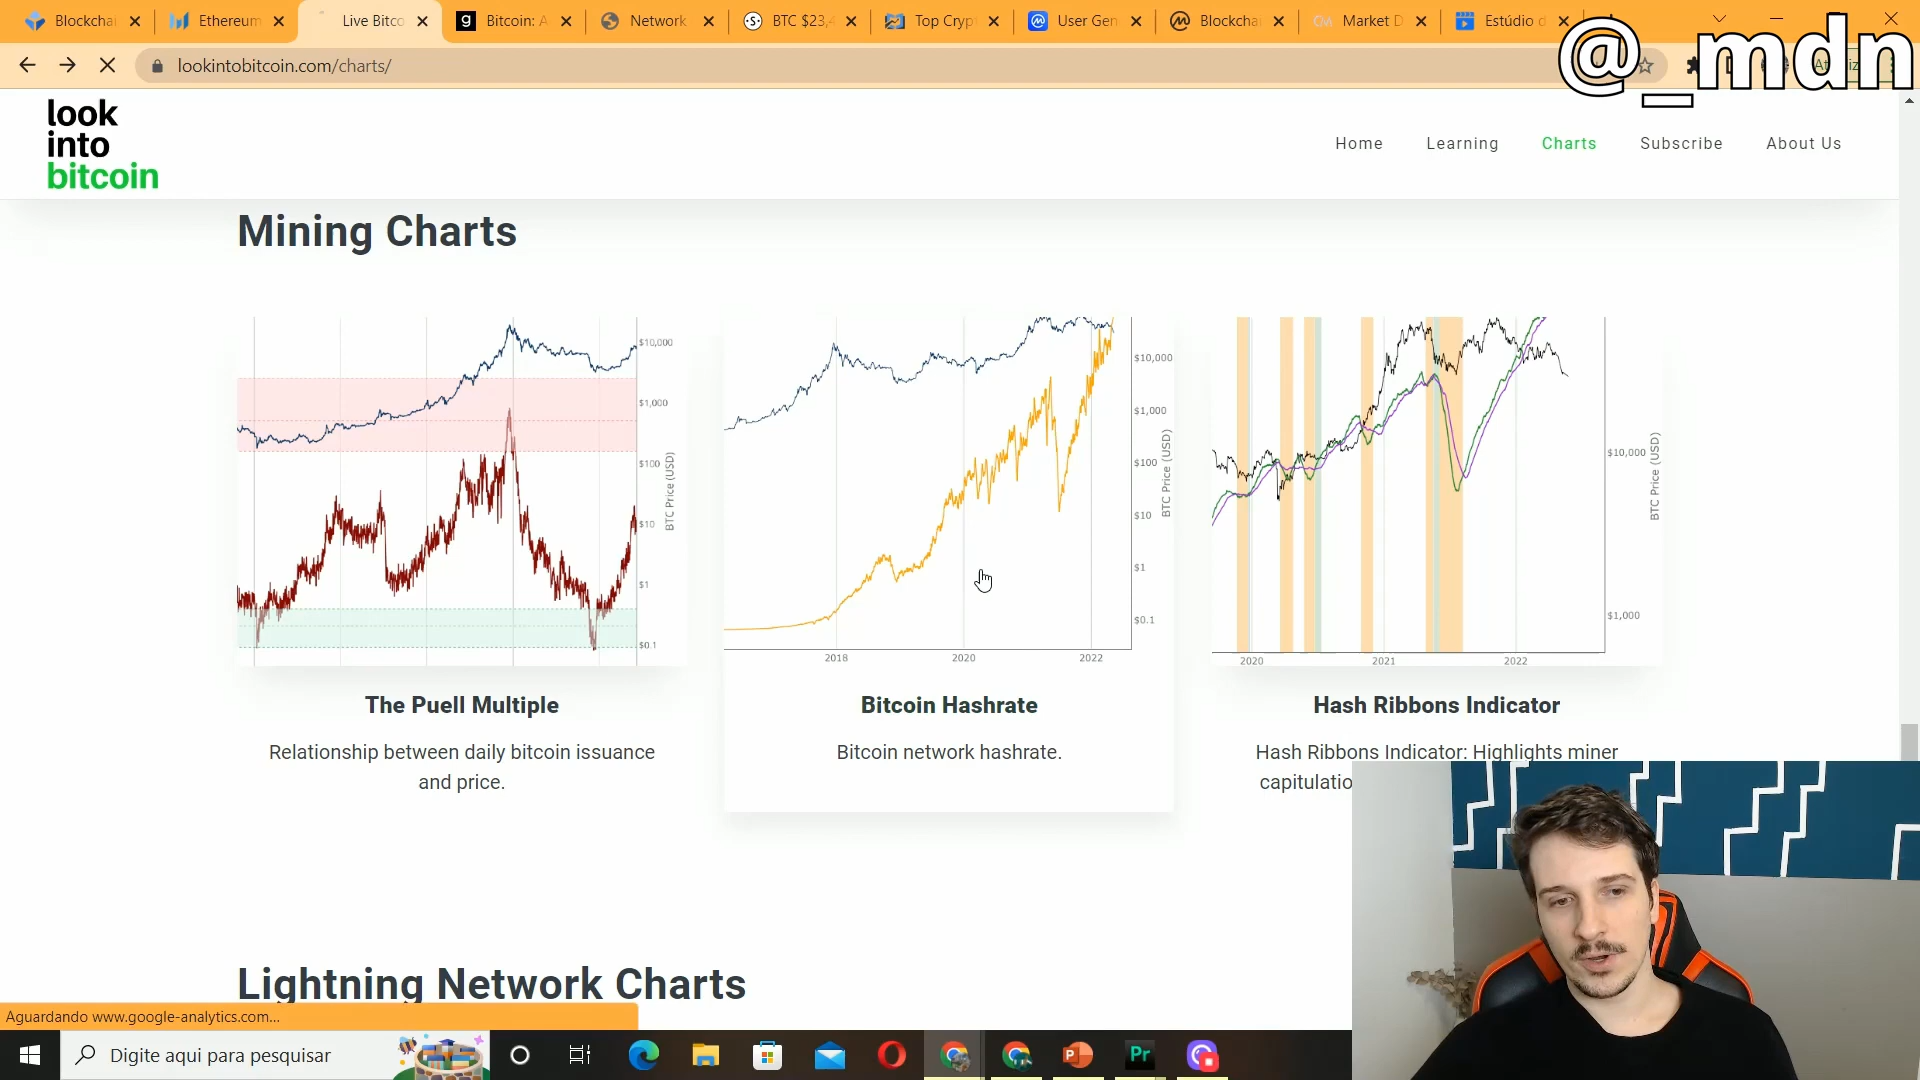 Blockchai
Ethereum
Live Bitco
Bitcoin: A
Network
BTC $23,4
Top Cryp
User Gen
Blockchai
Market D
Estúdio d
lookintobitcoin.com/charts/
@_mdn
look
into
bitcoin
Home
Learning
Charts
Subscribe
About Us
Mining Charts
$10,000
$1,000
$100
$10
$1
$0.1
BTC Price (USD)
$10,000
$1,000
$100
$10
$1
$0.1
BTC Price (USD)
2018
2020
2022
$10,000
$1,000
BTC Price (USD)
2020
2021
2022
The Puell Multiple
Relationship between daily bitcoin issuance
and price.
Bitcoin Hashrate
Bitcoin network hashrate.
Hash Ribbons Indicator
Hash Ribbons Indicator: Highlights miner
capitulatio
Lightning Network Charts
Aguardando www.google-analytics.com...
Digite aqui para pesquisar
Pr